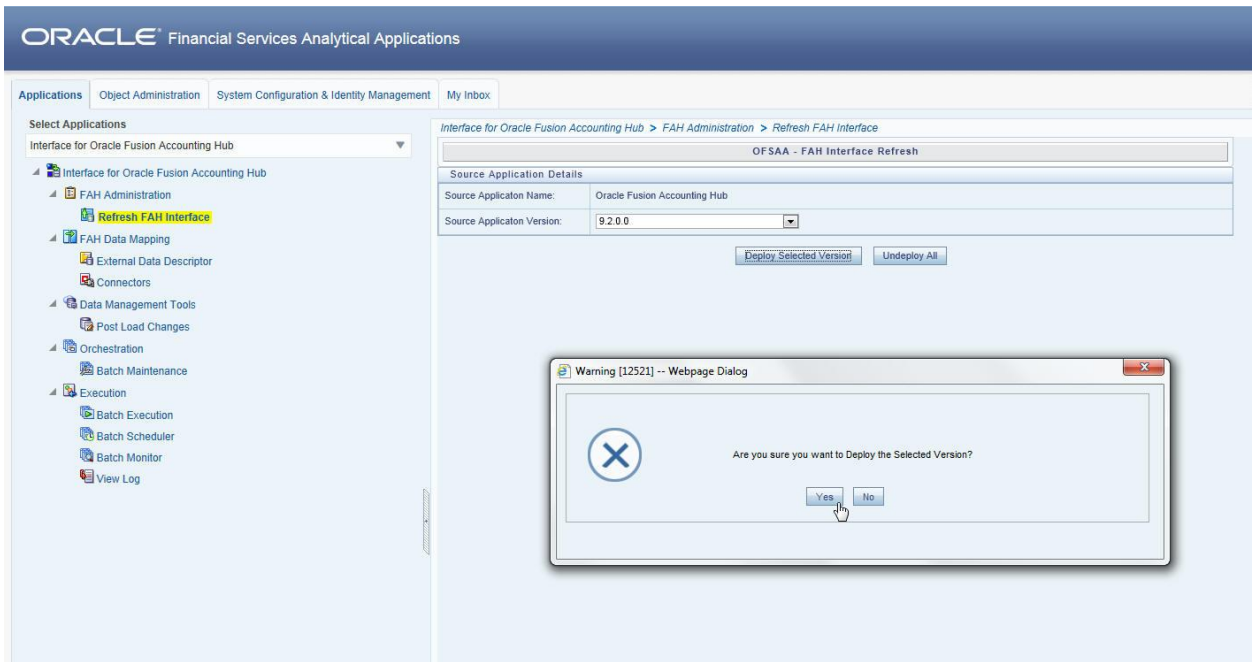 ORACLE® Financial Services Analytical Applications
Applications Object Administration System Configuration & Identity Management My Inbox
Select Applications
Interface for Oracle Fusion Accounting Hub
Interface for Oracle Fusion Accounting Hub
FAH Administration
Refresh FAH Interface
FAH Data Mapping
External Data Descriptor
Connectors
Data Management Tools
Post Load Changes
Orchestration
Batch Maintenance
Execution
Batch Execution
Batch Scheduler
Batch Monitor
View Log
Interface for Oracle Fusion Accounting Hub > FAH Administration > Refresh FAH Interface
OFSAA - FAH Interface Refresh
Source Application Details
Source Applicaton Name: Oracle Fusion Accounting Hub
Source Applicaton Version: 9.2.0.0
Deploy Selected Version Undeploy All
Warning [12521] -- Webpage Dialog
Are you sure you want to Deploy the Selected Version?
Yes No